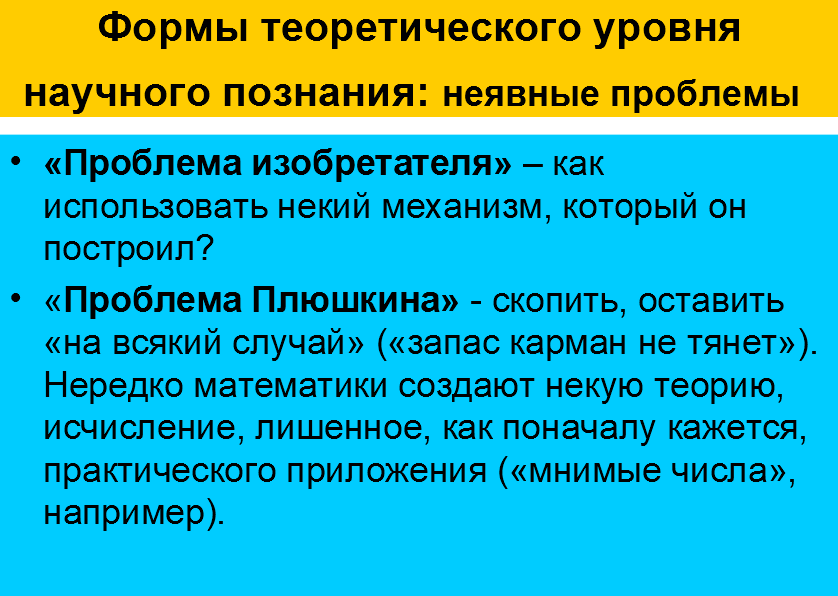 Формы теоретического уровня
научного познания: неявные проблемы
• «Проблема изобретателя» – как
использовать некий механизм, который он
построил?
• «Проблема Плюшкина» - скопить, оставить
«на всякий случай» («запас карман не тянет»).
Нередко математики создают некую теорию,
исчисление, лишенное, как поначалу кажется,
практического приложения («мнимые числа»,
например).